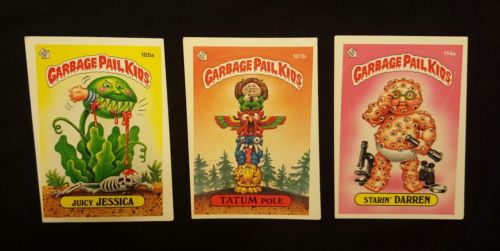 105a
GARBAGE PAIL KIDS
JUICY JESSICA
107b
GARBAGE PAIL KIDS
TATUM POLE
114a
GARBAGE PAIL KIDS
STARIN' DARREN